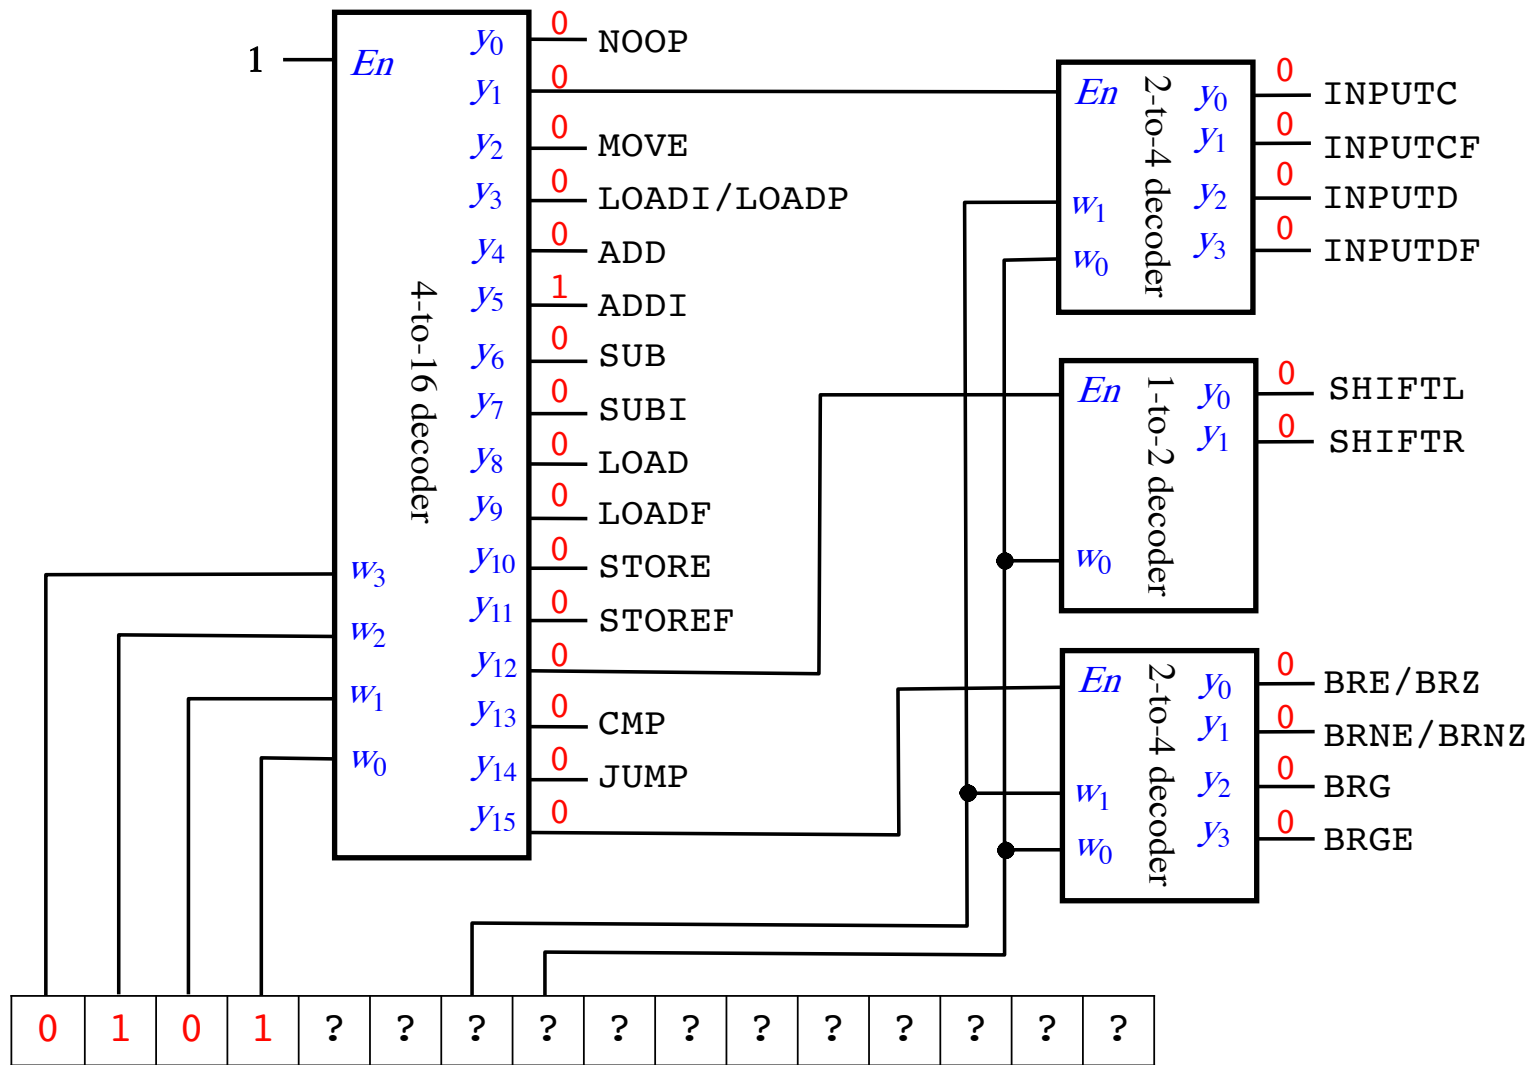 1
En
y0 0 NOOP
y1 0
y2 0 MOVE
y3 0 LOADI/LOADP
y4 0 ADD
y5 1 ADDI
y6 0 SUB
y7 0 SUBI
y8 0 LOAD
y9 0 LOADF
y10 0 STORE
y11 0 STOREF
y12 0
y13 0 CMP
y14 0 JUMP
y15 0
4-to-16 decoder
w3
w2
w1
w0
En
2-to-4 decoder
y0 0 INPUTC
y1 0 INPUTCF
y2 0 INPUTD
y3 0 INPUTDF
w1
w0
En
1-to-2 decoder
y0 0 SHIFTL
y1 0 SHIFTR
w0
En
2-to-4 decoder
y0 0 BRE/BRZ
y1 0 BRNE/BRNZ
y2 0 BRG
y3 0 BRGE
w1
w0
0 1 0 1 ? ? ? ? ? ? ? ? ? ? ? ?